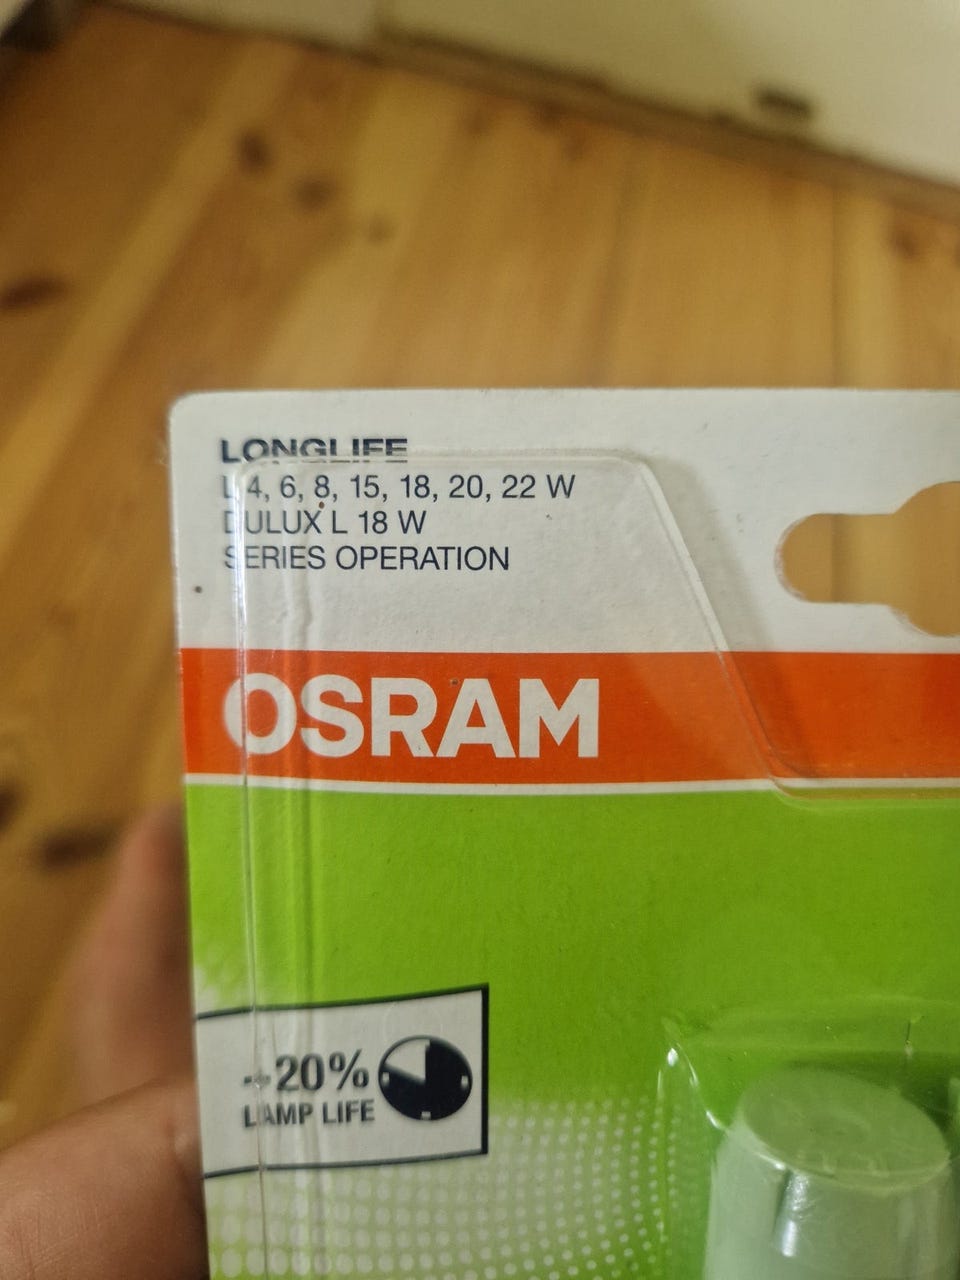 LONGLIFE
L 4, 6, 8, 15, 18, 20, 22 W
DULUX L 18 W
SERIES OPERATION
OSRAM
+20%
LAMP LIFE